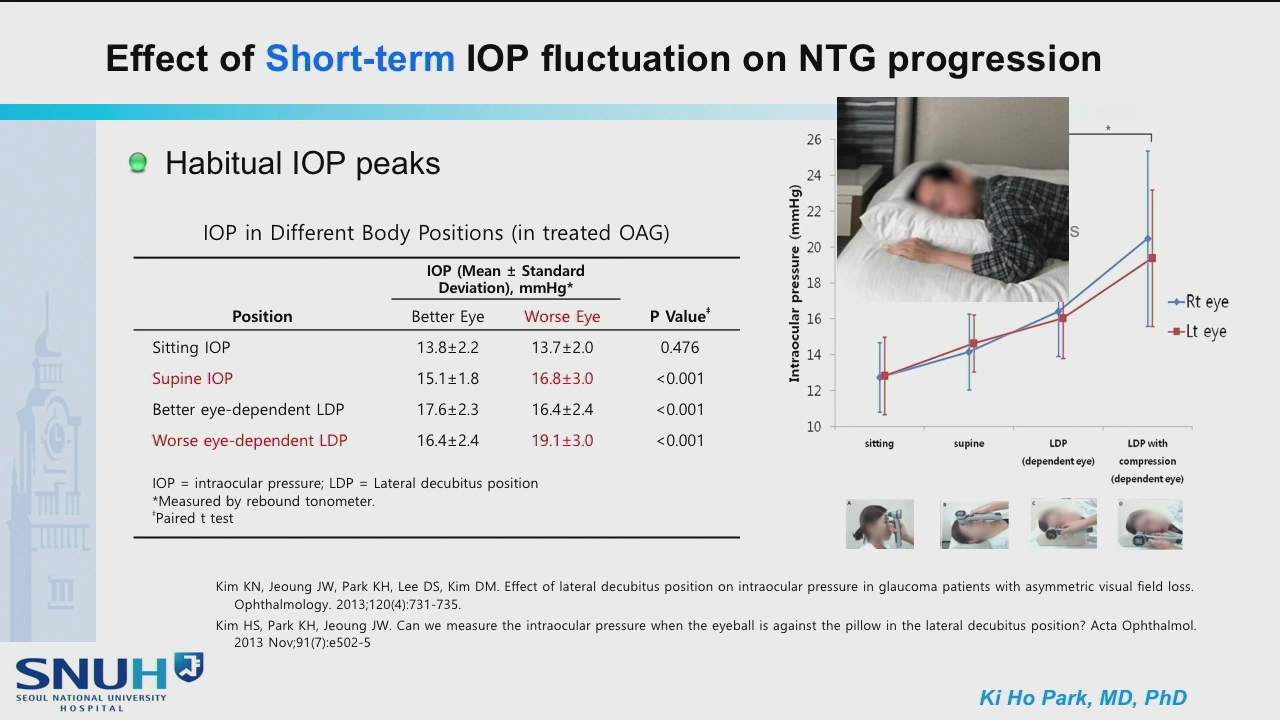 Effect of Short-term IOP fluctuation on NTG progression
Habitual IOP peaks
IOP in Different Body Positions (in treated OAG)
IOP (Mean ± Standard
Deviation), mmHg*
Position Better Eye Worse Eye P Value‡
Sitting IOP 13.8±2.2 13.7±2.0 0.476
Supine IOP 15.1±1.8 16.8±3.0 <0.001
Better eye-dependent LDP 17.6±2.3 16.4±2.4 <0.001
Worse eye-dependent LDP 16.4±2.4 19.1±3.0 <0.001
IOP = intraocular pressure; LDP = Lateral decubitus position
*Measured by rebound tonometer.
‡Paired t test
Intraocular pressure (mmHg)
26
24
22
20
18
16
14
12
10
*
s
Rt eye
Lt eye
sitting supine LDP LDP with
(dependent eye) compression
(dependent eye)
A B C D
Kim KN, Jeoung JW, Park KH, Lee DS, Kim DM. Effect of lateral decubitus position on intraocular pressure in glaucoma patients with asymmetric visual field loss.
Ophthalmology. 2013;120(4):731-735.
Kim HS, Park KH, Jeoung JW. Can we measure the intraocular pressure when the eyeball is against the pillow in the lateral decubitus position? Acta Ophthalmol.
2013 Nov;91(7):e502-5
SNUH
SEOUL NATIONAL UNIVERSITY
HOSPITAL
Ki Ho Park, MD, PhD